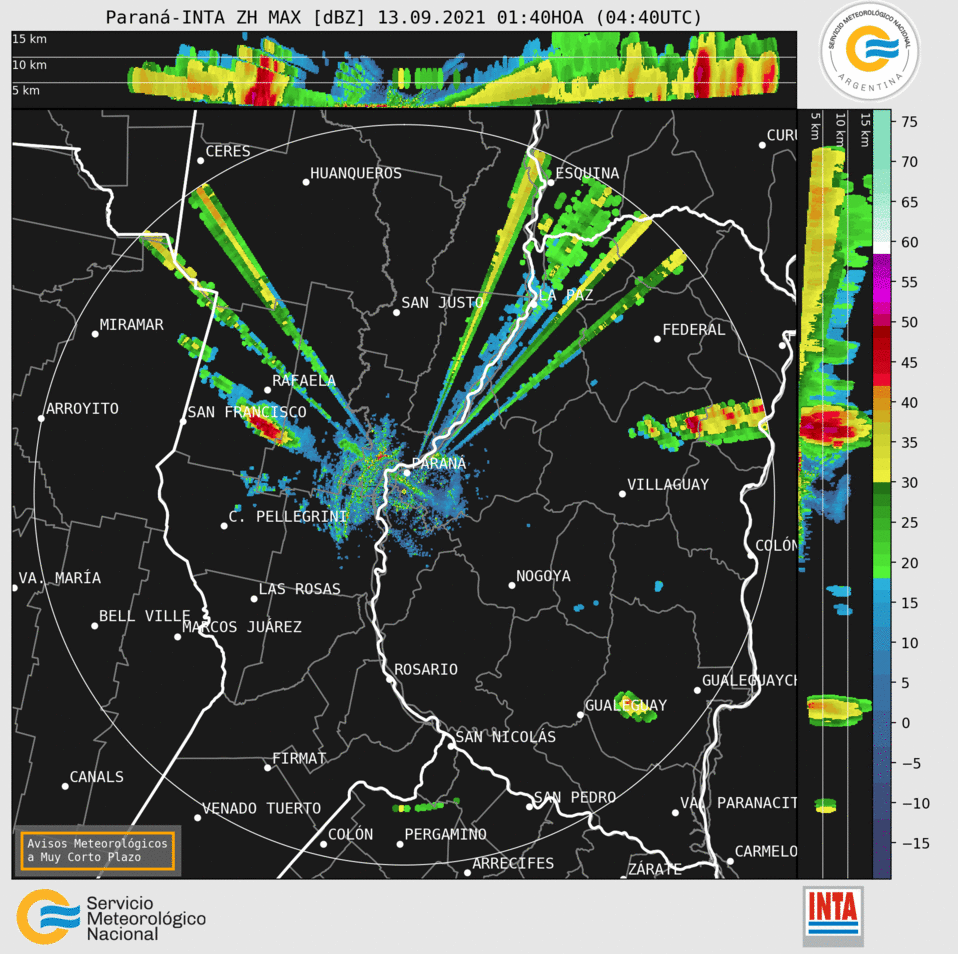 Paraná-INTA ZH MAX [dBZ] 13.09.2021 01:40HOA (04:40UTC)
SERVICIO METEOROLÓGICO NACIONAL
ARGENTINA
15 km
10 km
5 km
5 km
10 km
15 km
CERES
HUANQUEROS
ESQUINA
CURU
SAN JUSTO
LA PAZ
MIRAMAR
FEDERAL
RAFAELA
ARROYITO
SAN FRANCISCO
PARANÁ
VILLAGUAY
C. PELLEGRINI
COLÓN
VA. MARÍA
NOGOYA
LAS ROSAS
BELL VILLE
MARCOS JUÁREZ
ROSARIO
GUALEGUAYCH
GUALEGUAY
SAN NICOLÁS
FIRMAT
CANALS
VENADO TUERTO
SAN PEDRO
VA. PARANACIT
COLÓN
PERGAMINO
ARRECIFES
CARMELO
ZÁRATE
75
70
65
60
55
50
45
40
35
30
25
20
15
10
5
0
−5
−10
−15
Avisos Meteorológicos
a Muy Corto Plazo
Servicio
Meteorológico
Nacional
INTA